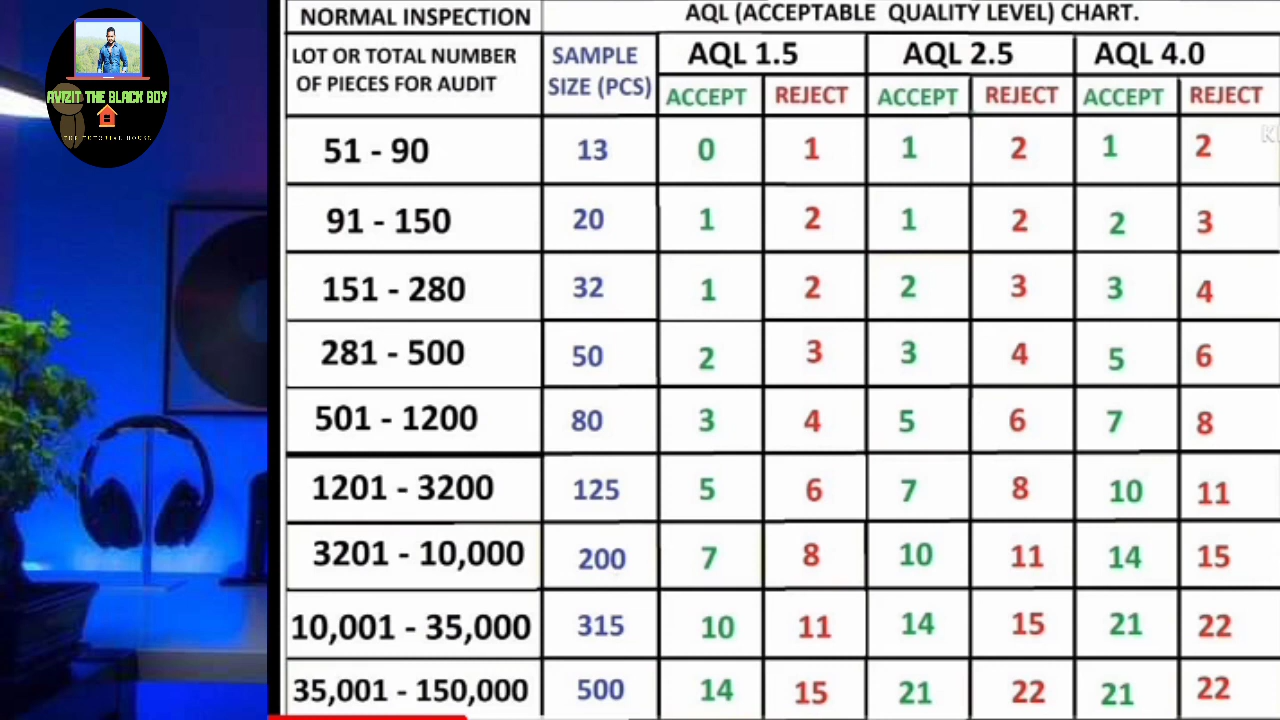 AVIZIT THE BLACK BOY
THE TUTORIAL HOUSE
NORMAL INSPECTION
AQL (ACCEPTABLE QUALITY LEVEL) CHART.
LOT OR TOTAL NUMBER OF PIECES FOR AUDIT SAMPLE SIZE (PCS) AQL 1.5 AQL 2.5 AQL 4.0
ACCEPT REJECT ACCEPT REJECT ACCEPT REJECT
51 - 90 13 0 1 1 2 1 2
91 - 150 20 1 2 1 2 2 3
151 - 280 32 1 2 2 3 3 4
281 - 500 50 2 3 3 4 5 6
501 - 1200 80 3 4 5 6 7 8
1201 - 3200 125 5 6 7 8 10 11
3201 - 10,000 200 7 8 10 11 14 15
10,001 - 35,000 315 10 11 14 15 21 22
35,001 - 150,000 500 14 15 21 22 21 22